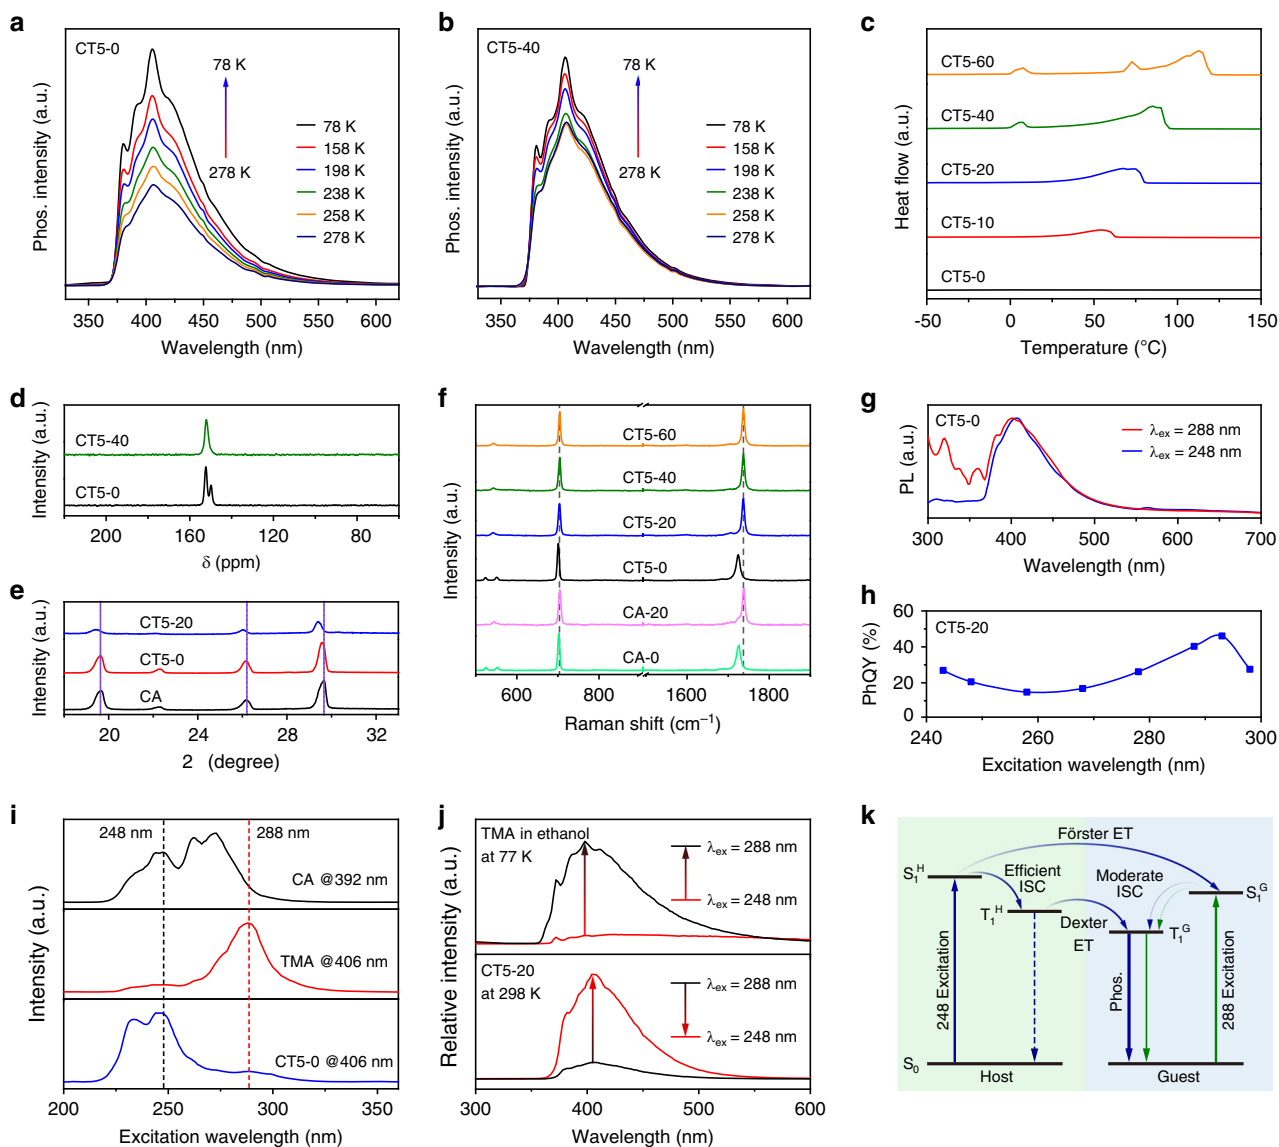 a
CT5-0
78 K
278 K
78 K
158 K
198 K
238 K
258 K
278 K
Phos. intensity (a.u.)
350 400 450 500 550 600
Wavelength (nm)
b
CT5-40
78 K
278 K
78 K
158 K
198 K
238 K
258 K
278 K
Phos. intensity (a.u.)
350 400 450 500 550 600
Wavelength (nm)
c
CT5-60
CT5-40
CT5-20
CT5-10
CT5-0
Heat flow (a.u.)
-50 0 50 100 150
Temperature (°C)
d
CT5-40
CT5-0
Intensity (a.u.)
200 160 120 80
δ (ppm)
e
CT5-20
CT5-0
CA
Intensity (a.u.)
20 24 28 32
2 (degree)
f
CT5-60
CT5-40
CT5-20
CT5-0
CA-20
CA-0
Intensity (a.u.)
600 800 1600 1800
Raman shift (cm⁻¹)
g
CT5-0
λex = 288 nm
λex = 248 nm
PL (a.u.)
300 400 500 600 700
Wavelength (nm)
h
CT5-20
PhQY (%)
60
40
20
0
240 260 280 300
Excitation wavelength (nm)
i
248 nm
288 nm
CA @392 nm
TMA @406 nm
CT5-0 @406 nm
Intensity (a.u.)
200 250 300 350
Excitation wavelength (nm)
j
TMA in ethanol
at 77 K
λex = 288 nm
λex = 248 nm
CT5-20
at 298 K
λex = 288 nm
λex = 248 nm
Relative intensity (a.u.)
300 400 500 600
Wavelength (nm)
k
Förster ET
S₁ᴴ
Efficient
ISC
Moderate
ISC
S₁ᴳ
T₁ᴴ
Dexter
ET
T₁ᴳ
248 Excitation
Phos.
288 Excitation
S₀
Host
Guest